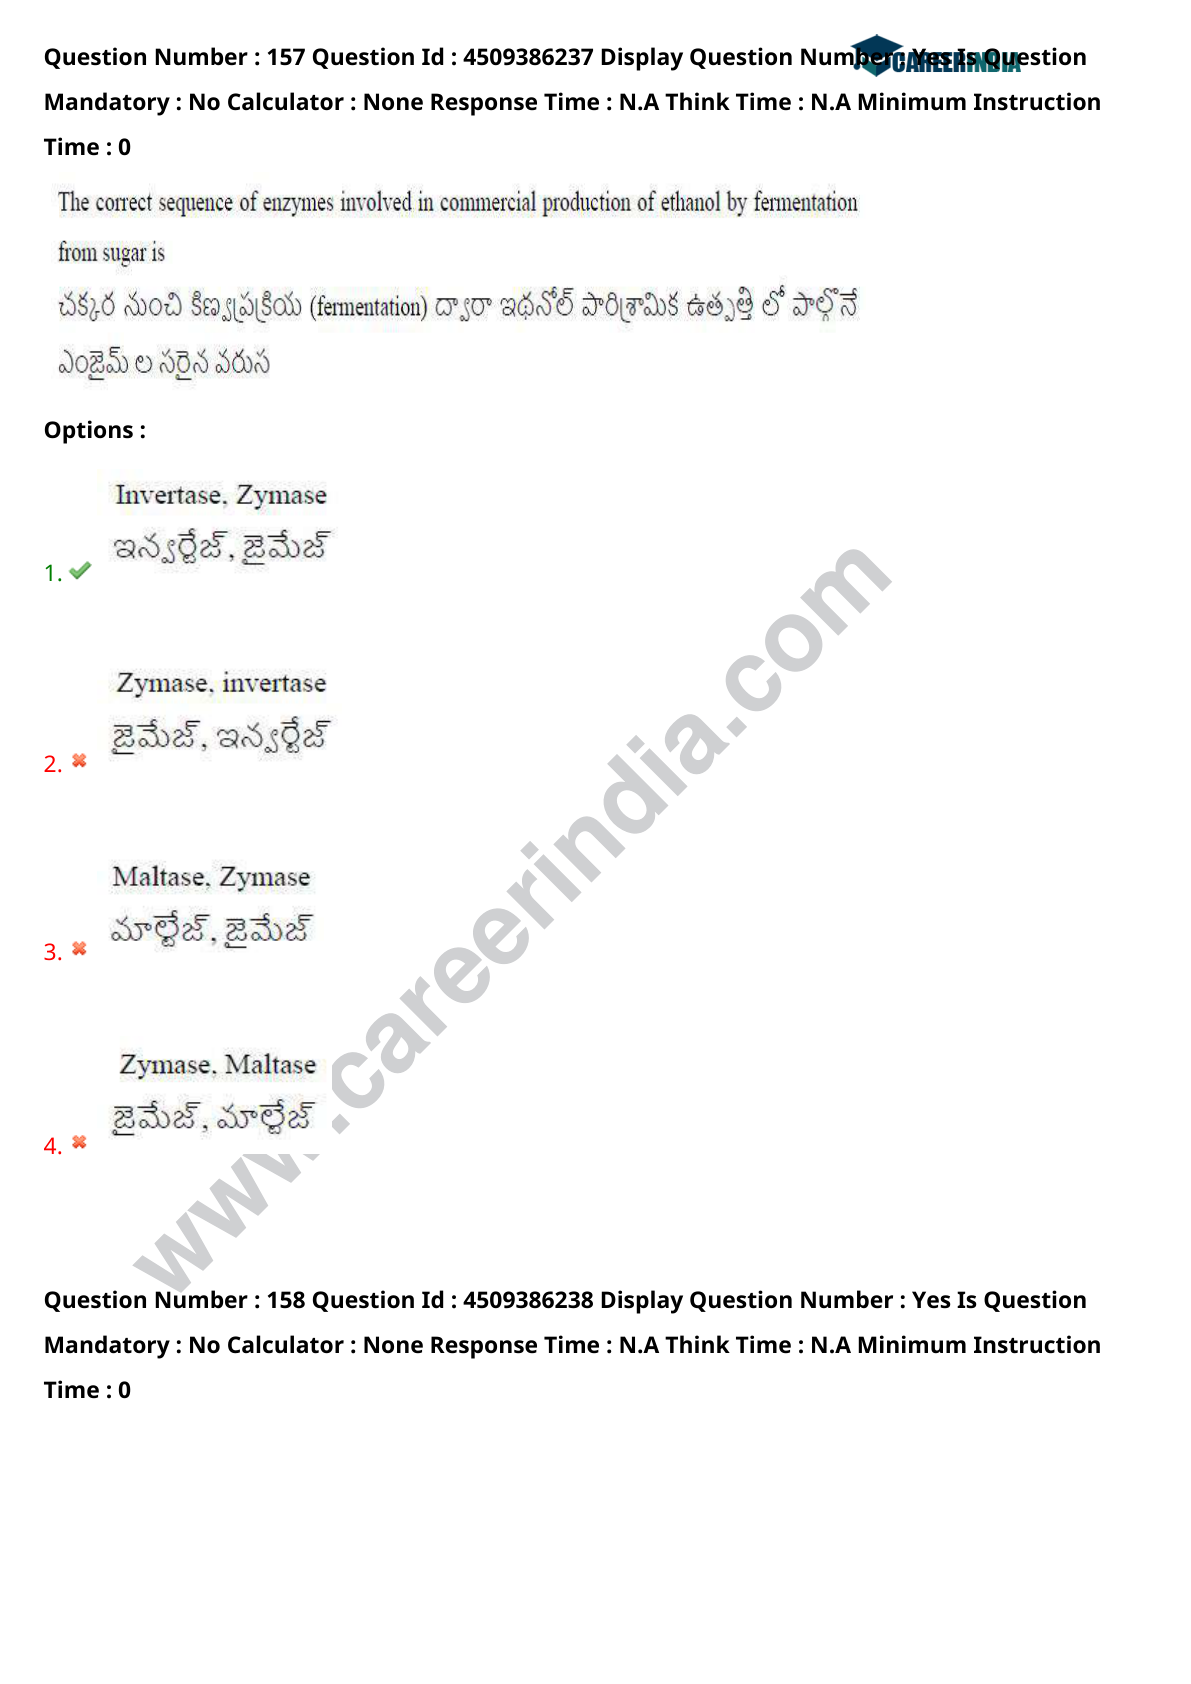 Question Number : 157 Question Id : 4509386237 Display Question Number : Yes Is Question
CAREERINDIA
Mandatory : No Calculator : None Response Time : N.A Think Time : N.A Minimum Instruction
Time : 0
The correct sequence of enzymes involved in commercial production of ethanol by fermentation
from sugar is
చక్కర నుంచి కిణ్వప్రక్రియ (fermentation) ద్వారా ఇథనోల్ పారిశ్రామిక ఉత్పత్తి లో పాల్గొనే
ఎంజైమ్ ల సరైన వరుస
Options :
Invertase, Zymase
ఇన్వర్టేజ్, జైమేజ్
1.
Zymase, invertase
జైమేజ్, ఇన్వర్టేజ్
2.
Maltase, Zymase
మాల్టేజ్, జైమేజ్
3.
Zymase, Maltase
జైమేజ్, మాల్టేజ్
4.
www.careerindia.com
Question Number : 158 Question Id : 4509386238 Display Question Number : Yes Is Question
Mandatory : No Calculator : None Response Time : N.A Think Time : N.A Minimum Instruction
Time : 0